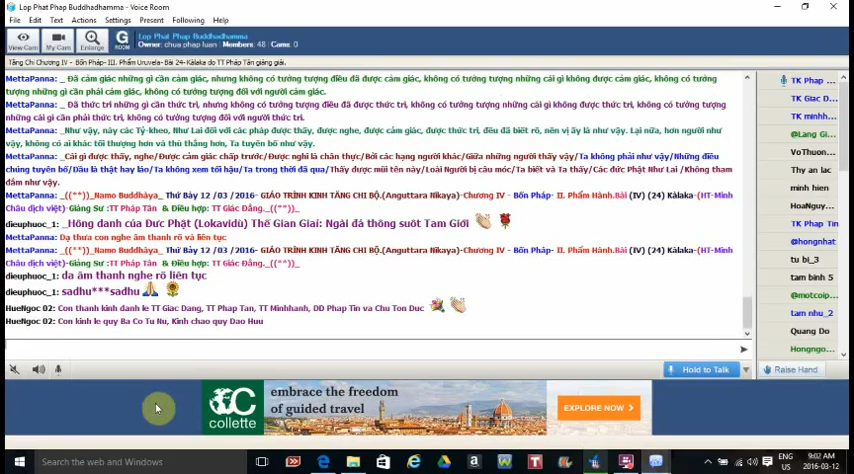 Lop Phat Phap Buddhadhamma - Voice Room
File Edit Text Actions Settings Present Following Help
View Cam My Cam Enlarge G ROOM
Lop Phat Phap Buddhadhamma
Owner: chua phap luan | Members: 48 | Cams: 0
Tăng Chi Chương IV - Bốn Pháp- III. Phẩm Uruvela- Bài 24- Kalaka do TT Pháp Tân giảng giải.
MettaPanna: _ Đã cảm giác những gì cần cảm giác, nhưng không có tưởng tượng điều đã được cảm giác, không có tưởng tượng những cái gì không được cảm giác, không có
tưởng tượng những gì cần phải cảm giác, không có tưởng tượng đối với người cảm giác.
MettaPanna: _ Đã thức tri những gì cần thức tri, nhưng không có tưởng tượng điều đã được thức tri, không có tưởng tượng những cái gì không được thức tri, không có tưởng tượng
những cái gì cần phải thức tri, không có tưởng tượng đối với người thức tri.
MettaPanna: _Như vậy, này các Tỷ-kheo, Như Lai đối với các pháp được thấy, được nghe, được cảm giác, được thức tri, đều đã biết rõ, nên vị ấy là như vậy. Lại nữa, hơn người như
vậy, không có ai khác tối thượng hơn và thù thắng hơn, Ta tuyên bố như vậy.
MettaPanna: _Cái gì được thấy, nghe/Được cảm giác chấp trước/Được nghĩ là chân thực/Bởi các hạng người khác/Giữa những người thấy vậy/Ta không phải như vậy/Những điều
chúng tuyên bố/Dầu là thật hay láo/Ta không xem tối hậu/Ta trong thời đã qua/Thấy được mũi tên này/Loài Người bị câu móc/Ta biết và Ta thấy/Các đức Phật Như Lai /Không tham
đắm như vậy.
MettaPanna: _((**))_Namo Buddhàya_ Thứ Bảy 12 /03 /2016- GIÁO TRÌNH KINH TĂNG CHI BỘ.(Anguttara Nikaya)-Chương IV - Bốn Pháp- II. Phẩm Hành.Bài (IV) (24) Kàlaka-(HT-Minh
Châu dịch việt)-Giảng Sư :TT Pháp Tân & Điều hợp: TT Giác Đẳng._((**))_
dieuphuoc_1: _Hồng danh của Đức Phật (Lokavidù) Thế Gian Giải: Ngài đã thông suốt Tam Giới
MettaPanna: Dạ thưa con nghe âm thanh rõ và liên tục
MettaPanna: _((**))_Namo Buddhàya_ Thứ Bảy 12 /03 /2016- GIÁO TRÌNH KINH TĂNG CHI BỘ.(Anguttara Nikaya)-Chương IV - Bốn Pháp- II. Phẩm Hành.Bài (IV) (24) Kàlaka-(HT-Minh
Châu dịch việt)-Giảng Sư :TT Pháp Tân & Điều hợp: TT Giác Đẳng._((**))_
dieuphuoc_1: da âm thanh nghe rõ liên tục
dieuphuoc_1: sadhu***sadhu
HueNgoc 02: Con thanh kinh danh le TT Giac Dang, TT Phap Tan, TT Minhhanh, DD Phap Tin va Chu Ton Duc
HueNgoc 02: Con kinh le quy Ba Co Tu Nu, Kinh chao quy Dao Huu
TK Phap ...
TK Giac D...
TK minhh...
@Lang Gi...
VoThuon...
Thy an lac
minh hien
HoaNguy...
TK Phap Tin
@hongnhat
tu bi_3
tam binh 5
@motcoip...
tam nhu_2
Quang Do
Hongngo...
Hold to Talk
Raise Hand
collette
embrace the freedom
of guided travel
EXPLORE NOW
Search the web and Windows
ENG
US
9:02 AM
2016-03-12